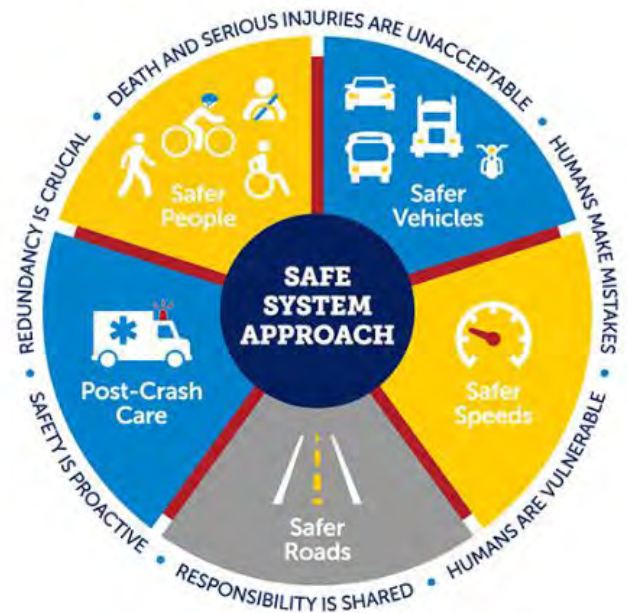 DEATH AND SERIOUS INJURIES ARE UNACCEPTABLE
HUMANS MAKE MISTAKES
HUMANS ARE VULNERABLE
RESPONSIBILITY IS SHARED
SAFETY IS PROACTIVE
REDUNDANCY IS CRUCIAL
Safer
People
Safer
Vehicles
SAFE
SYSTEM
APPROACH
Post-Crash
Care
Safer
Speeds
Safer
Roads